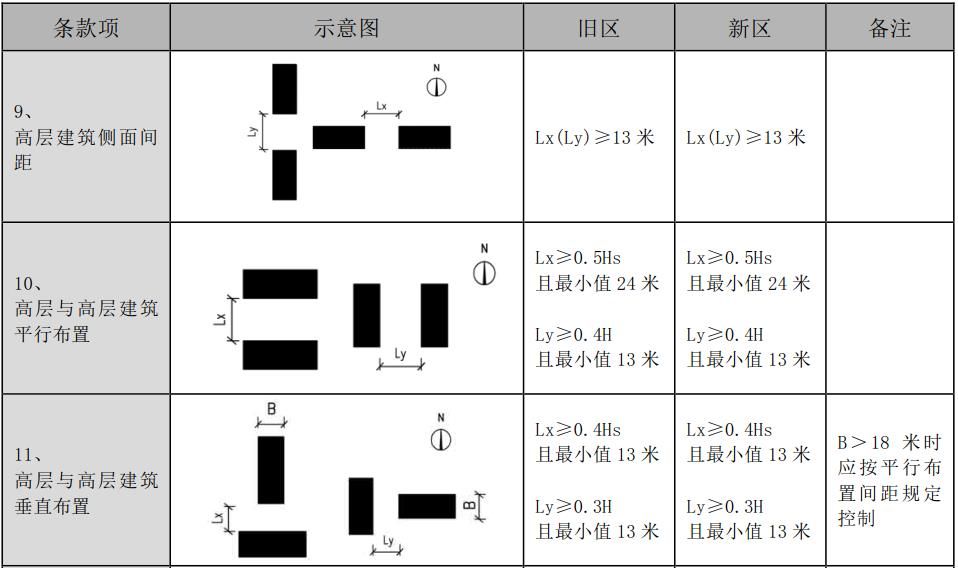 条款项 示意图 旧区 新区 备注
9、
高层建筑侧面间
距
N
Lx
Ly
Lx(Ly)≥13 米
Lx(Ly)≥13 米
10、
高层与高层建筑
平行布置
N
Lx
Ly
Lx≥0.5Hs
且最小值 24 米
Ly≥0.4H
且最小值 13 米
Lx≥0.5Hs
且最小值 24 米
Ly≥0.4H
且最小值 13 米
11、
高层与高层建筑
垂直布置
B
N
Lx
Ly
B
Lx≥0.4Hs
且最小值 13 米
Ly≥0.3H
且最小值 13 米
Lx≥0.4Hs
且最小值 13 米
Ly≥0.3H
且最小值 13 米
B＞18 米时
应按平行布
置间距规定
控制